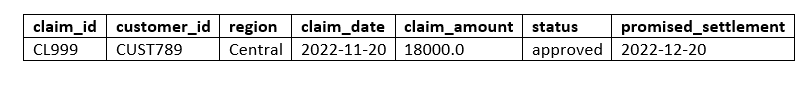 claim_id customer_id region claim_date claim_amount status promised_settlement
CL999 CUST789 Central 2022-11-20 18000.0 approved 2022-12-20